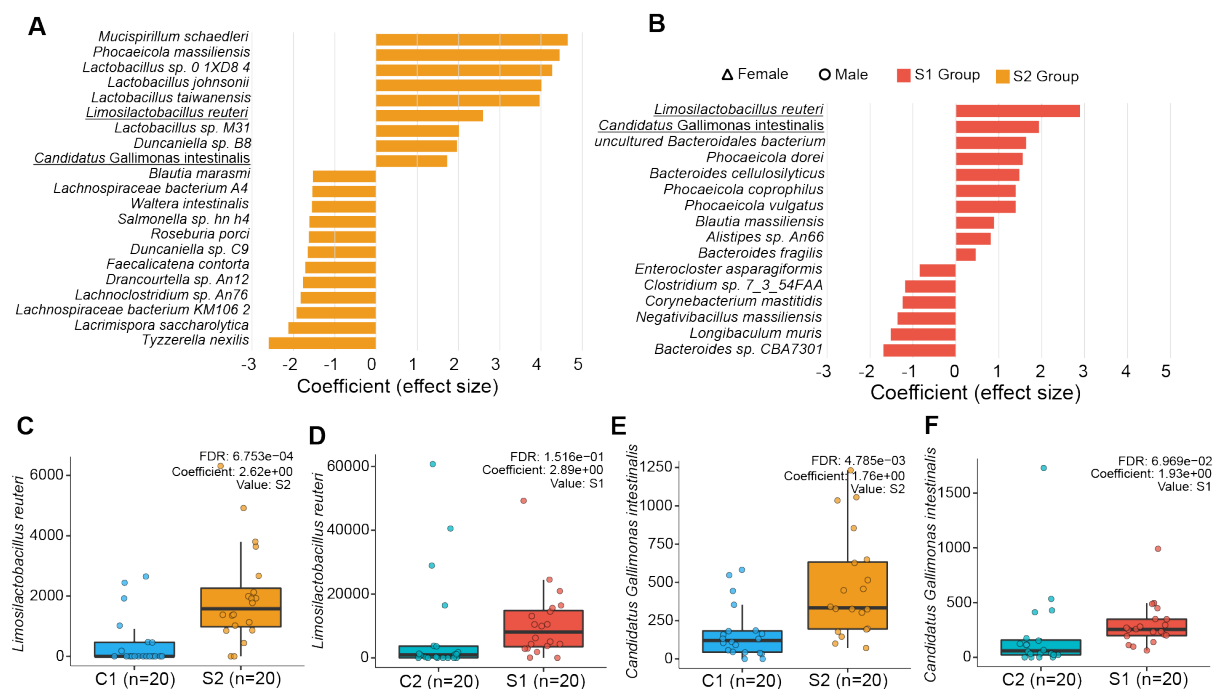 A
Mucispirillum schaedleri
Phocaeicola massiliensis
Lactobacillus sp. 0 1XD8 4
Lactobacillus johnsonii
Lactobacillus taiwanensis
Limosilactobacillus reuteri
Lactobacillus sp. M31
Duncaniella sp. B8
Candidatus Gallimonas intestinalis
Blautia marasmi
Lachnospiraceae bacterium A4
Waltera intestinalis
Salmonella sp. hn h4
Roseburia porci
Duncaniella sp. C9
Faecalicatena contorta
Drancourtella sp. An12
Lachnoclostridium sp. An76
Lachnospiraceae bacterium KM106 2
Lacrimispora saccharolytica
Tyzzerella nexilis
-3 -2 -1 0 1 2 3 4 5
Coefficient (effect size)
B
Female Male S1 Group S2 Group
Limosilactobacillus reuteri
Candidatus Gallimonas intestinalis
uncultured Bacteroidales bacterium
Phocaeicola dorei
Bacteroides cellulosilyticus
Phocaeicola coprophilus
Phocaeicola vulgatus
Blautia massiliensis
Alistipes sp. An66
Bacteroides fragilis
Enterocloster asparagiformis
Clostridium sp. 7_3_54FAA
Corynebacterium mastitidis
Negativibacillus massiliensis
Longibaculum muris
Bacteroides sp. CBA7301
-3 -2 -1 0 1 2 3 4 5
Coefficient (effect size)
C
FDR: 6.753e−04
Coefficient: 2.62e+00
Value: S2
Limosilactobacillus reuteri
6000
4000
2000
0
C1 (n=20) S2 (n=20)
D
FDR: 1.516e−01
Coefficient: 2.89e+00
Value: S1
Limosilactobacillus reuteri
60000
40000
20000
0
C2 (n=20) S1 (n=20)
E
FDR: 4.785e−03
Coefficient: 1.76e+00
Value: S2
Candidatus Gallimonas intestinalis
1250
1000
750
500
250
0
C1 (n=20) S2 (n=20)
F
FDR: 6.969e−02
Coefficient: 1.93e+00
Value: S1
Candidatus Gallimonas intestinalis
1500
1000
500
0
C2 (n=20) S1 (n=20)